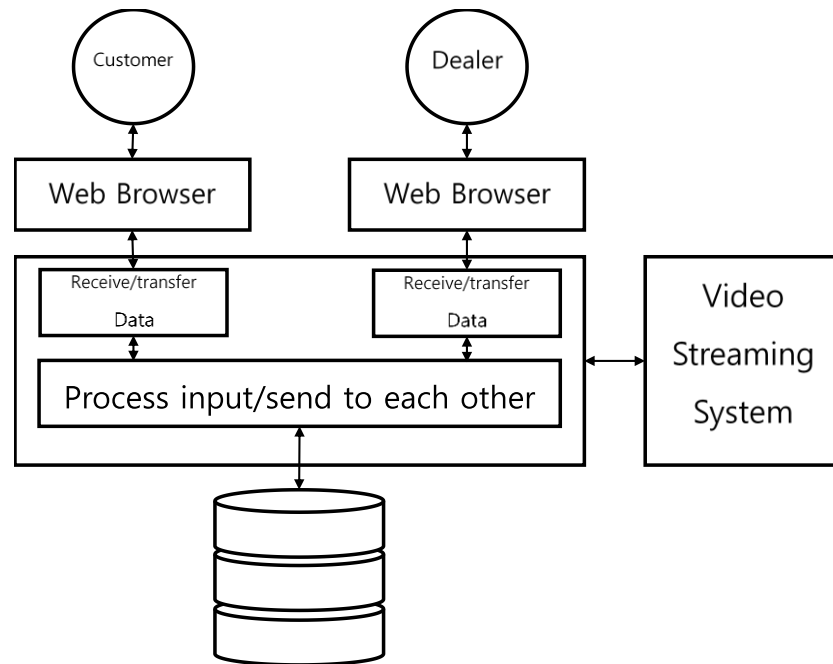 Customer
Dealer
Web Browser
Web Browser
Receive/transfer
Data
Receive/transfer
Data
Process input/send to each other
Video
Streaming
System